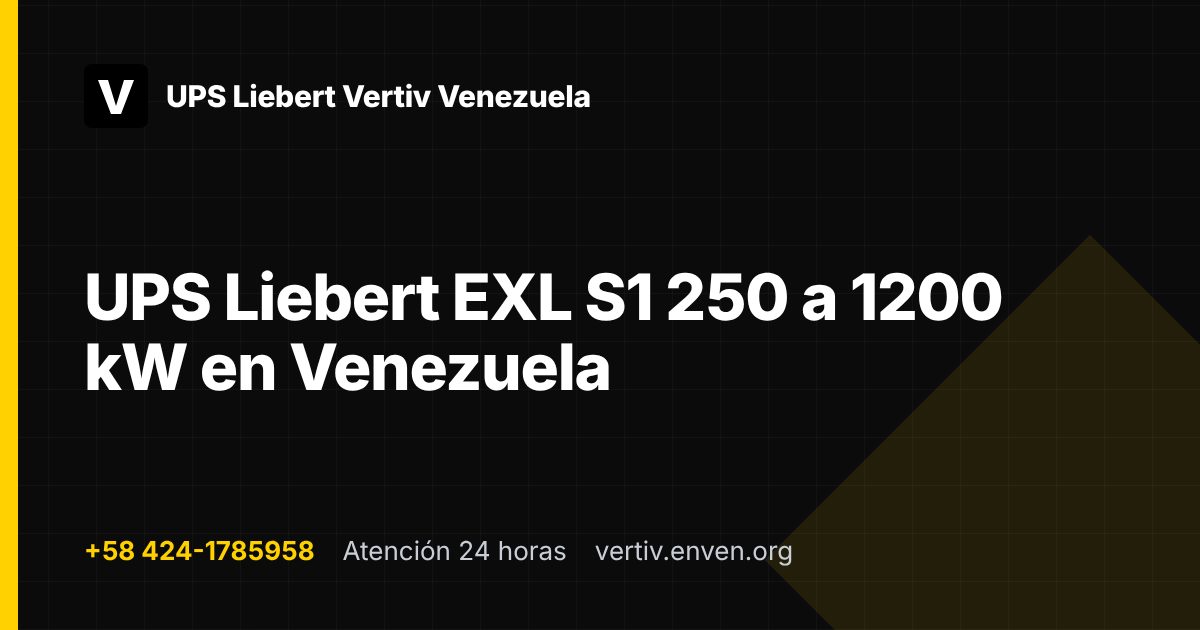 V
UPS Liebert Vertiv Venezuela
UPS Liebert EXL S1 250 a 1200
kW en Venezuela
+58 424-1785958 Atención 24 horas vertiv.enven.org